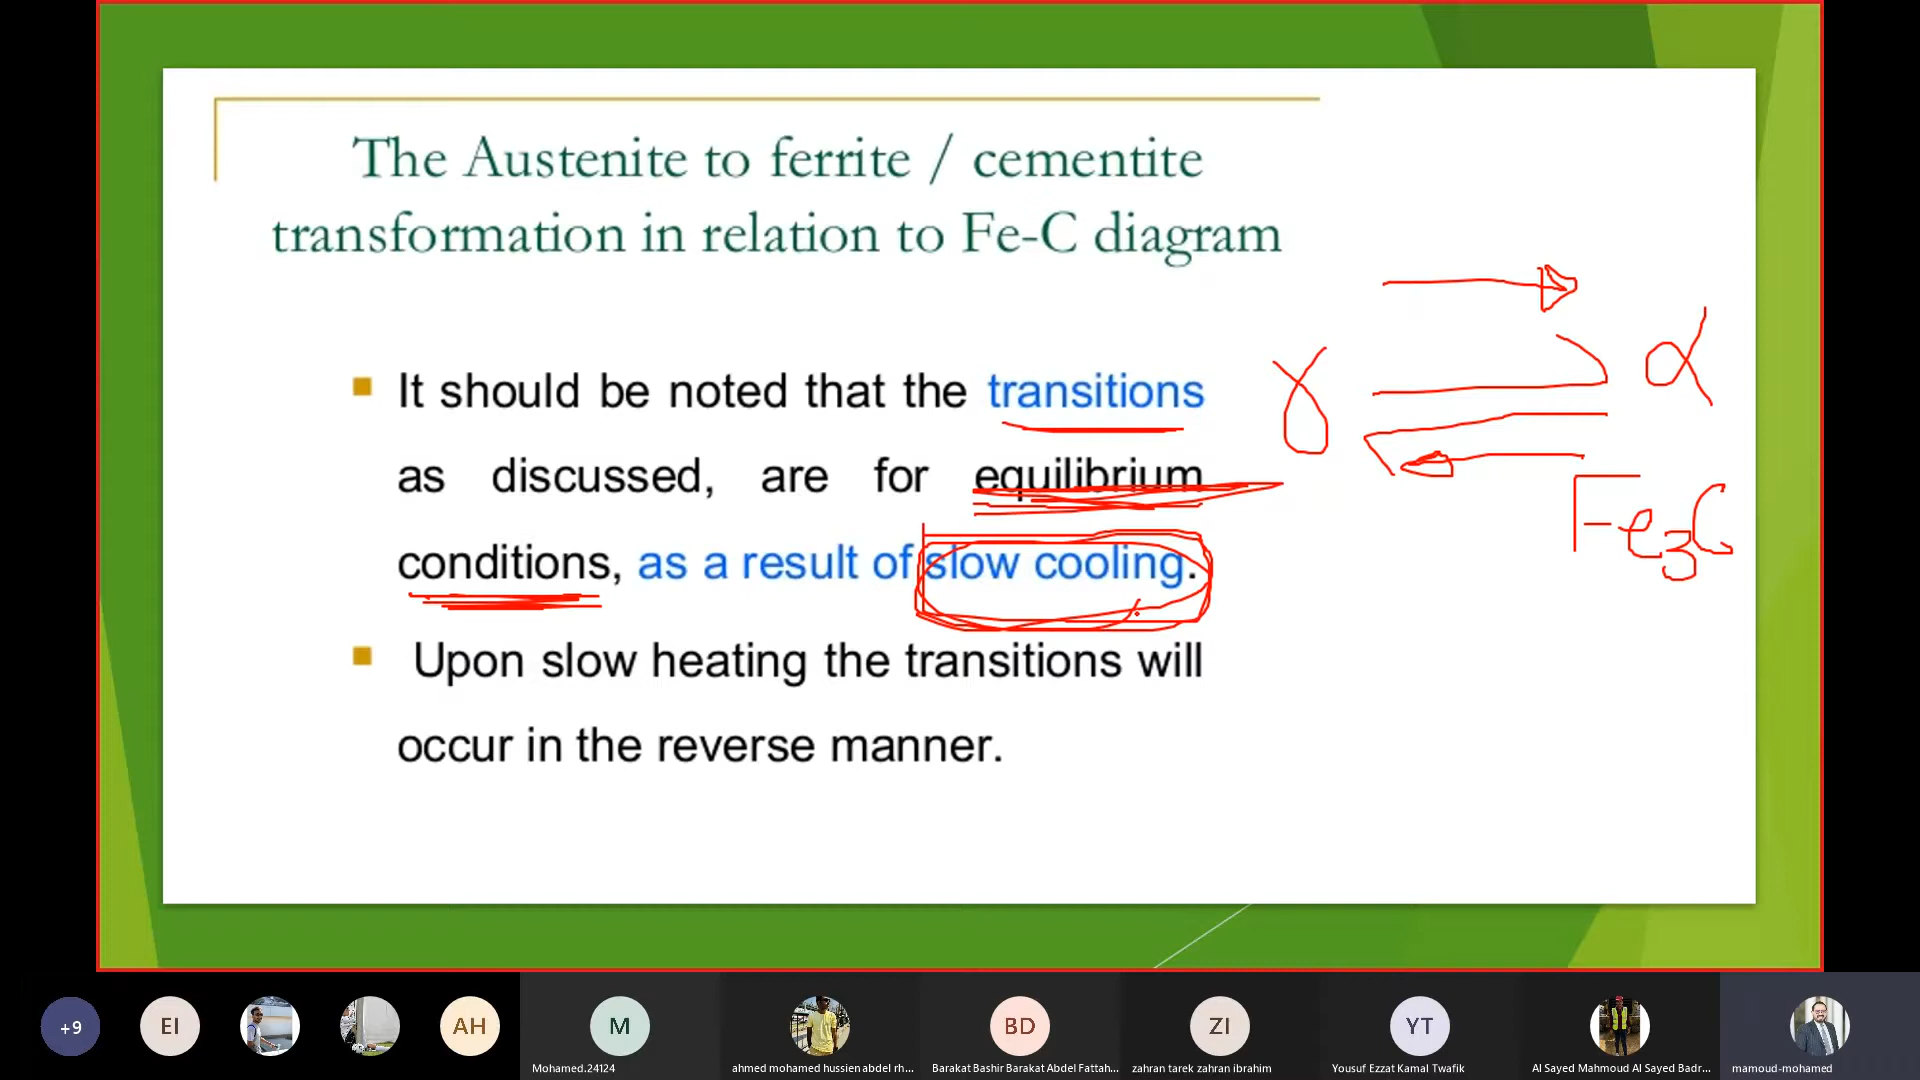 The Austenite to ferrite / cementite
transformation in relation to Fe-C diagram
It should be noted that the transitions
as discussed, are for equilibrium
conditions, as a result of slow cooling.
Upon slow heating the transitions will
occur in the reverse manner.
γ
α
Fe3C
+9
EI
AH
M
BD
ZI
YT
Mohamed.24124
ahmed mohamed hussien abdel rh...
Barakat Bashir Barakat Abdel Fattah...
zahran tarek zahran ibrahim
Yousuf Ezzat Kamal Twafik
Al Sayed Mahmoud Al Sayed Badr...
mamoud-mohamed